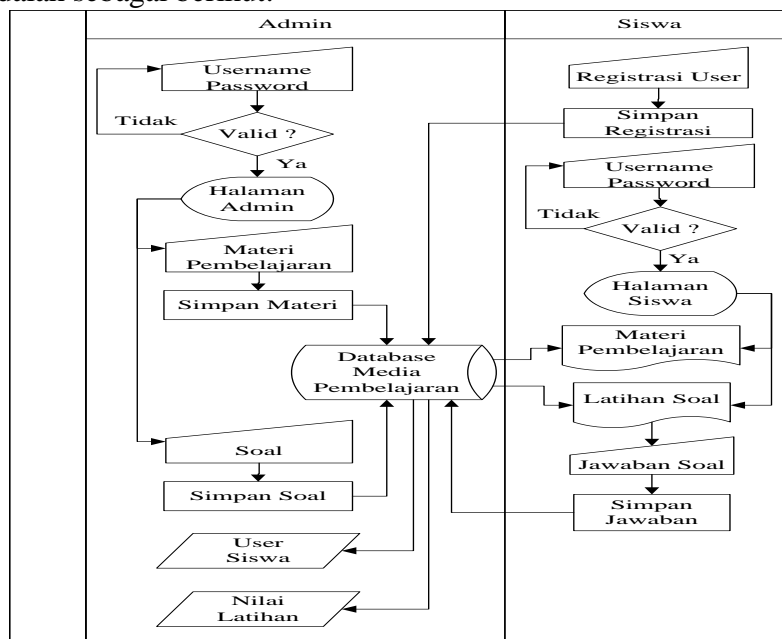 dalah sebagai berikut:
Admin
Siswa
Username
Password
Tidak
Valid ?
Ya
Halaman
Admin
Materi
Pembelajaran
Simpan Materi
Database
Media
Pembelajaran
Soal
Simpan Soal
User
Siswa
Nilai
Latihan
Registrasi User
Simpan
Registrasi
Username
Password
Tidak
Valid ?
Ya
Halaman
Siswa
Materi
Pembelajaran
Latihan Soal
Jawaban Soal
Simpan
Jawaban